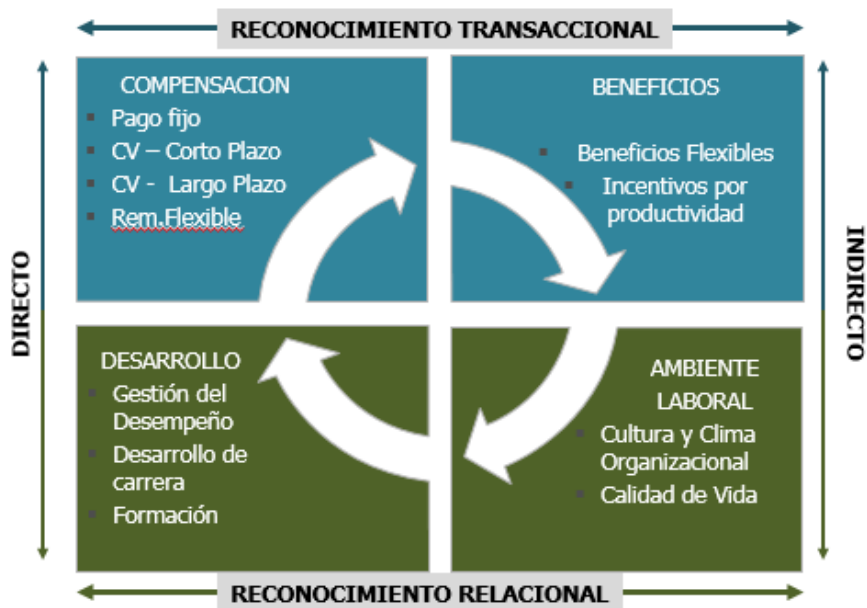 RECONOCIMIENTO TRANSACCIONAL
COMPENSACION
Pago fijo
CV – Corto Plazo
CV - Largo Plazo
Rem.Flexible
BENEFICIOS
Beneficios Flexibles
Incentivos por
productividad
DIRECTO
INDIRECTO
DESARROLLO
Gestión del
Desempeño
Desarrollo de
carrera
Formación
AMBIENTE
LABORAL
Cultura y Clima
Organizacional
Calidad de Vida
RECONOCIMIENTO RELACIONAL